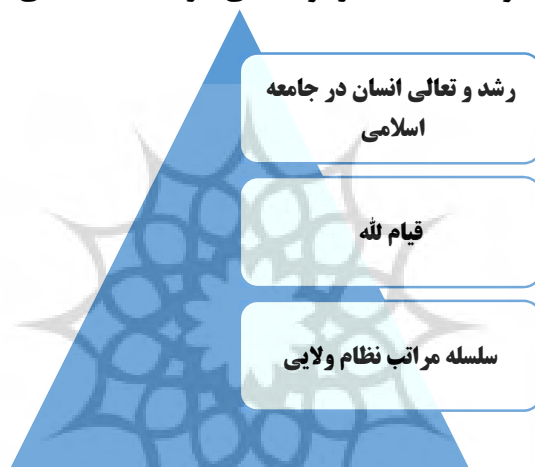 رشد و تعالی انسان در جامعه
اسلامی
قیام لله
سلسله مراتب نظام ولایی